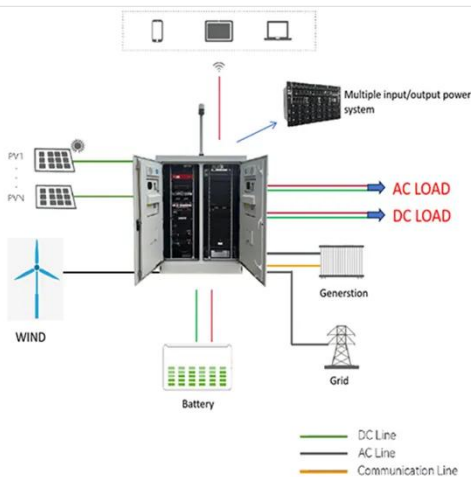 Multiple input/output power
system
PV1
PVN
AC LOAD
DC LOAD
WIND
Generstion
Grid
Battery
DC Line
AC Line
Communication Line